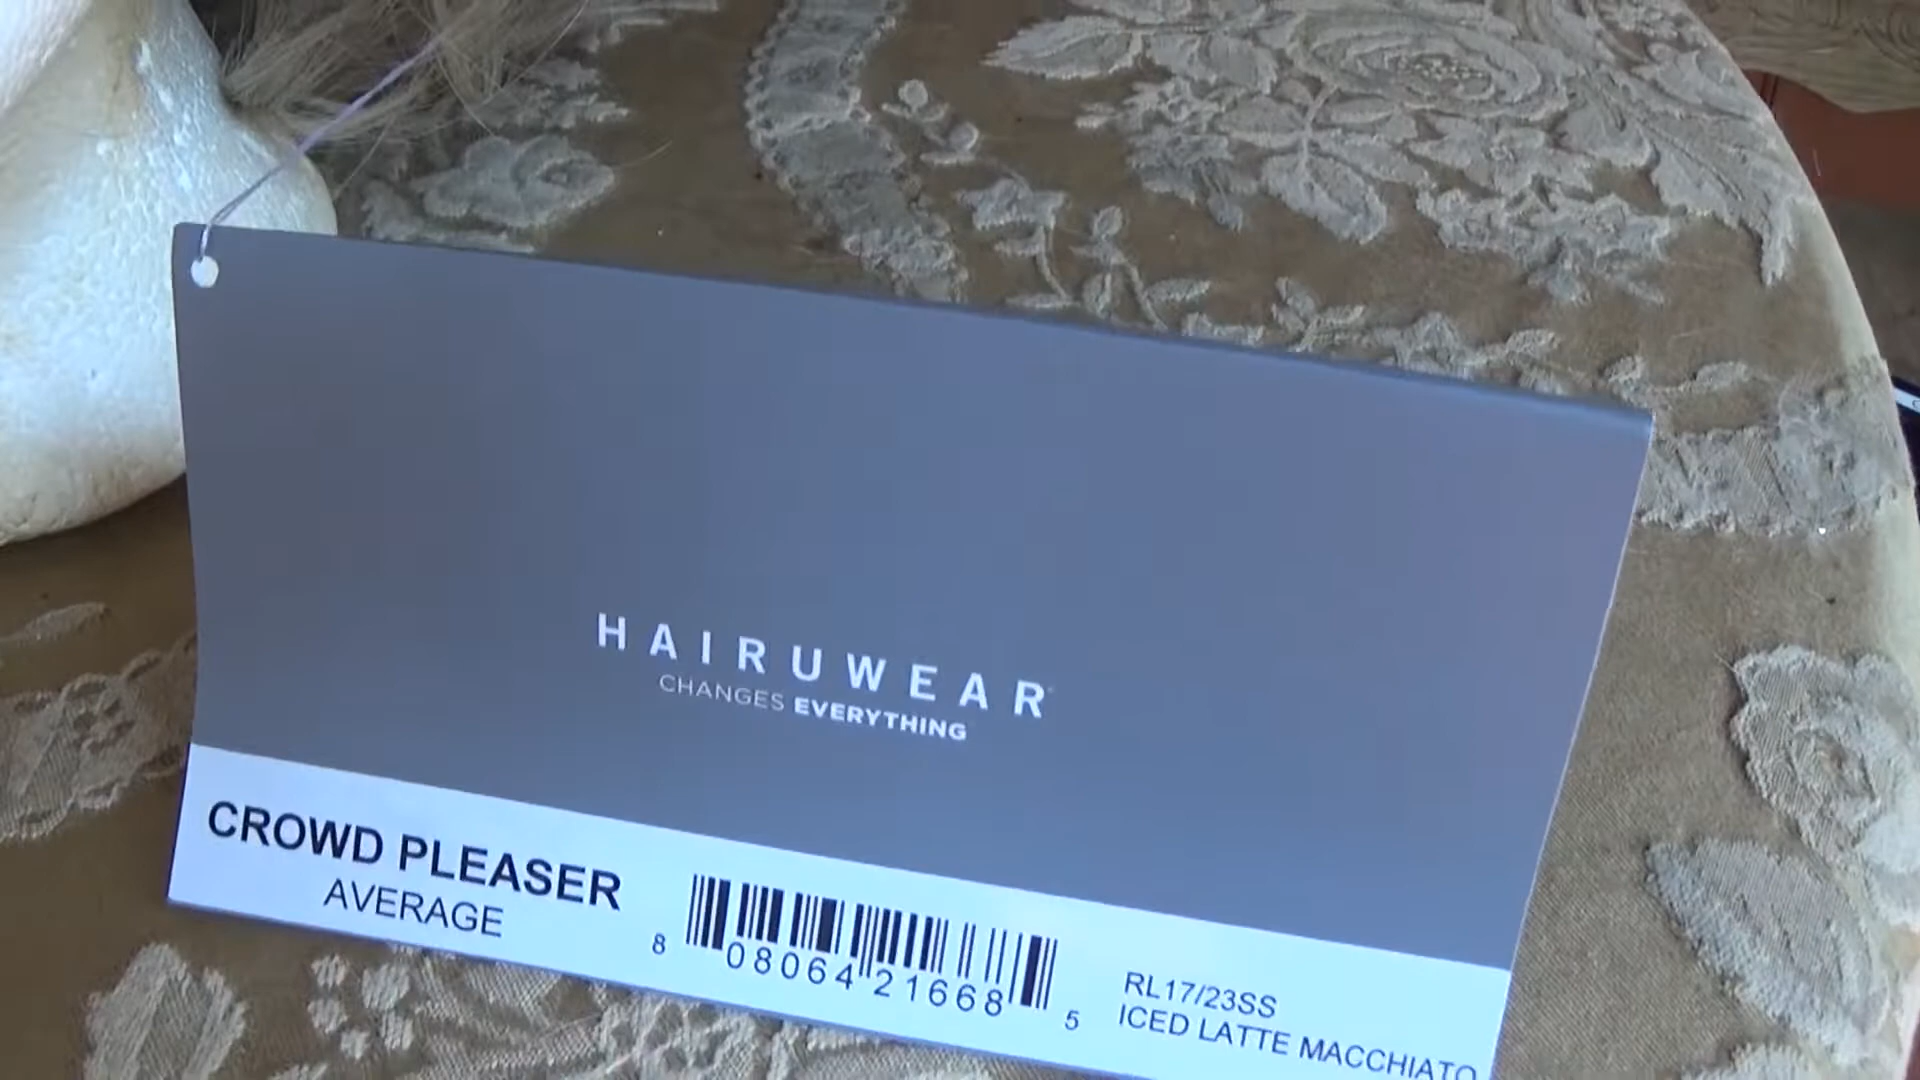 HAIRUWEAR
CHANGES EVERYTHING
CROWD PLEASER
AVERAGE
8 08064 21668 5
RL17/23SS
ICED LATTE MACCHIATO